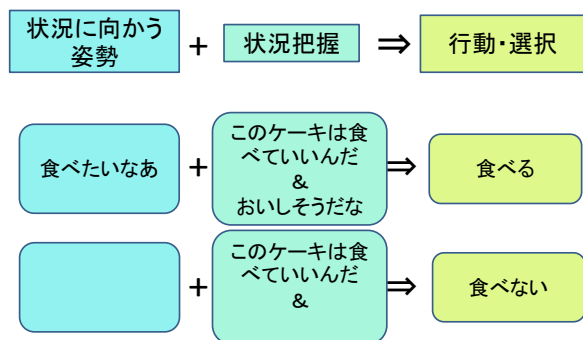 状況に向かう
姿勢
+
状況把握
⇒
行動・選択
食べたいなあ
+
このケーキは食
べていいんだ
&
おいしそうだな
⇒
食べる
+
このケーキは食
べていいんだ
&
⇒
食べない